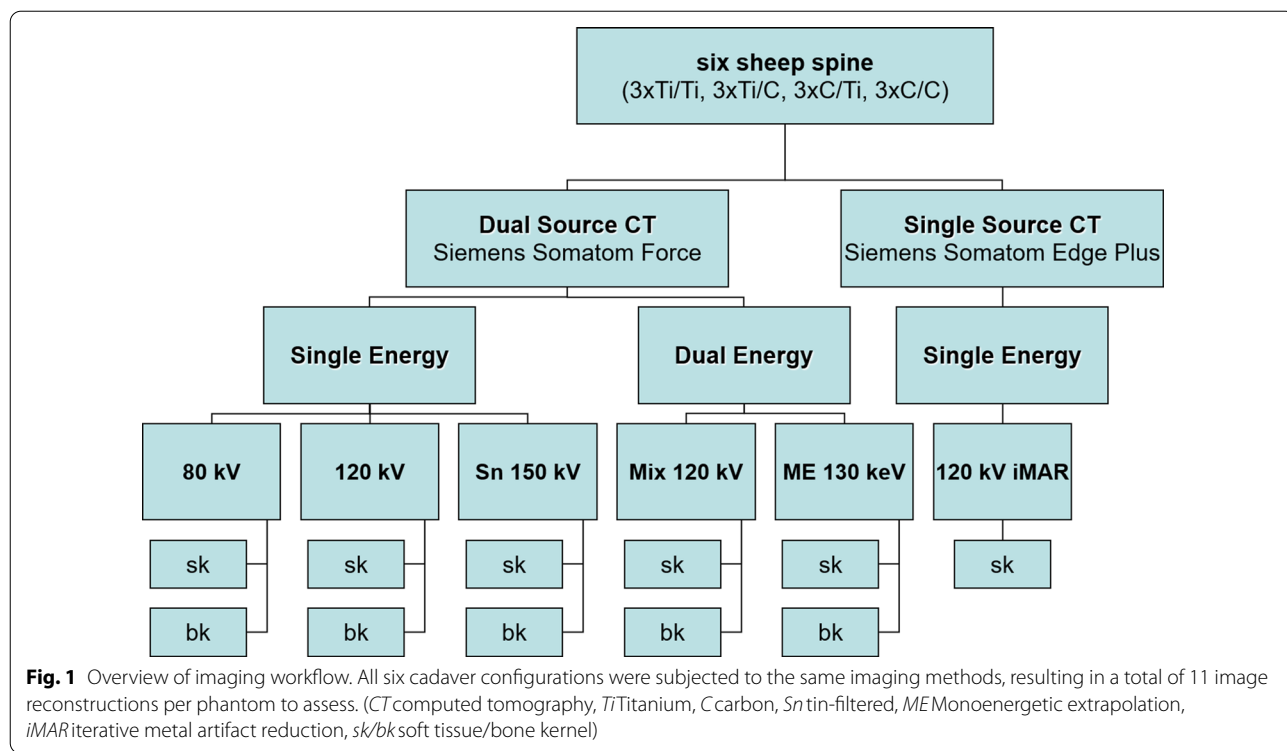 six sheep spine
(3xTi/Ti, 3xTi/C, 3xC/Ti, 3xC/C)
Dual Source CT
Siemens Somatom Force
Single Source CT
Siemens Somatom Edge Plus
Single Energy
Dual Energy
Single Energy
80 kV
120 kV
Sn 150 kV
Mix 120 kV
ME 130 keV
120 kV iMAR
sk
sk
sk
sk
sk
sk
bk
bk
bk
bk
bk
Fig. 1 Overview of imaging workflow. All six cadaver configurations were subjected to the same imaging methods, resulting in a total of 11 image
reconstructions per phantom to assess. (CT computed tomography, Ti Titanium, C carbon, Sn tin-filtered, ME Monoenergetic extrapolation,
iMAR iterative metal artifact reduction, sk/bk soft tissue/bone kernel)